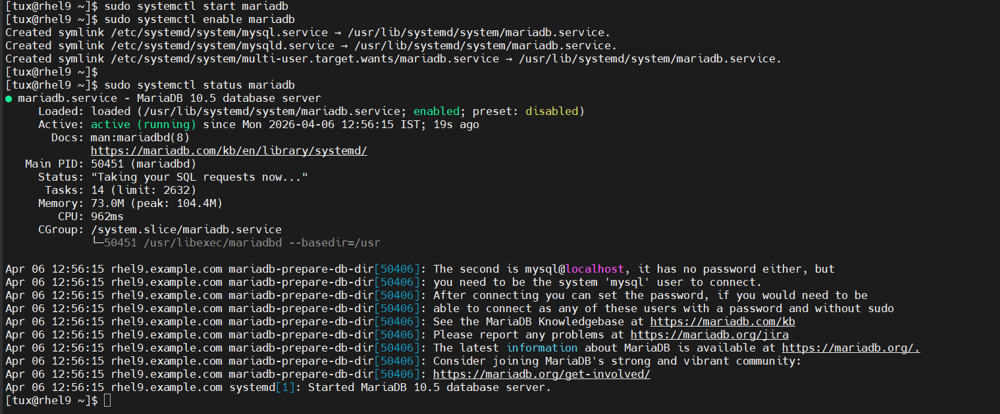 [tux@rhel9 ~]$ sudo systemctl start mariadb
[tux@rhel9 ~]$ sudo systemctl enable mariadb
Created symlink /etc/systemd/system/mysql.service → /usr/lib/systemd/system/mariadb.service.
Created symlink /etc/systemd/system/mysqld.service → /usr/lib/systemd/system/mariadb.service.
Created symlink /etc/systemd/system/multi-user.target.wants/mariadb.service → /usr/lib/systemd/system/mariadb.service.
[tux@rhel9 ~]$
[tux@rhel9 ~]$ sudo systemctl status mariadb
● mariadb.service - MariaDB 10.5 database server
Loaded: loaded (/usr/lib/systemd/system/mariadb.service; enabled; preset: disabled)
Active: active (running) since Mon 2026-04-06 12:56:15 IST; 19s ago
Docs: man:mariadbd(8)
https://mariadb.com/kb/en/library/systemd/
Main PID: 50451 (mariadbd)
Status: "Taking your SQL requests now..."
Tasks: 14 (limit: 2632)
Memory: 73.0M (peak: 104.4M)
CPU: 962ms
CGroup: /system.slice/mariadb.service
└─50451 /usr/libexec/mariadbd --basedir=/usr
Apr 06 12:56:15 rhel9.example.com mariadb-prepare-db-dir[50406]: The second is mysql@localhost, it has no password either, but
Apr 06 12:56:15 rhel9.example.com mariadb-prepare-db-dir[50406]: you need to be the system 'mysql' user to connect.
Apr 06 12:56:15 rhel9.example.com mariadb-prepare-db-dir[50406]: After connecting you can set the password, if you would need to be
Apr 06 12:56:15 rhel9.example.com mariadb-prepare-db-dir[50406]: able to connect as any of these users with a password and without sudo
Apr 06 12:56:15 rhel9.example.com mariadb-prepare-db-dir[50406]: See the MariaDB Knowledgebase at https://mariadb.com/kb
Apr 06 12:56:15 rhel9.example.com mariadb-prepare-db-dir[50406]: Please report any problems at https://mariadb.org/jira
Apr 06 12:56:15 rhel9.example.com mariadb-prepare-db-dir[50406]: The latest information about MariaDB is available at https://mariadb.org/.
Apr 06 12:56:15 rhel9.example.com mariadb-prepare-db-dir[50406]: Consider joining MariaDB's strong and vibrant community:
Apr 06 12:56:15 rhel9.example.com mariadb-prepare-db-dir[50406]: https://mariadb.org/get-involved/
Apr 06 12:56:15 rhel9.example.com systemd[1]: Started MariaDB 10.5 database server.
[tux@rhel9 ~]$